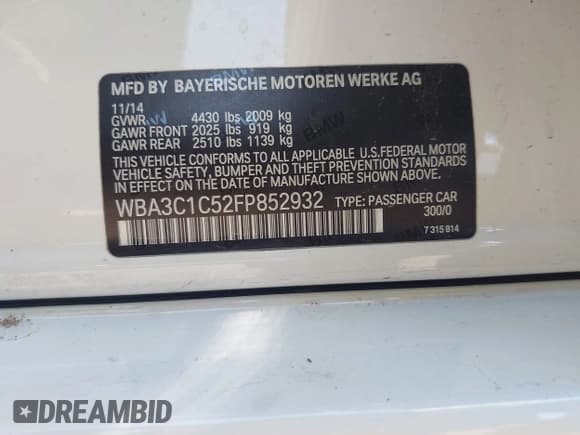 MFD BY BAYERISCHE MOTOREN WERKE AG
11/14
GVWR 4430 lbs 2009 kg
GAWR FRONT 2025 lbs 919 kg
GAWR REAR 2510 lbs 1139 kg
THIS VEHICLE CONFORMS TO ALL APPLICABLE U.S.FEDERAL MOTOR
VEHICLE SAFETY, BUMPER, AND THEFT PREVENTION STANDARDS
IN EFFECT ON THE DATE OF MANUFACTURE SHOWN ABOVE.
WBA3C1C52FP852932 TYPE: PASSENGER CAR
300/0
7 315 814
DREAMBID